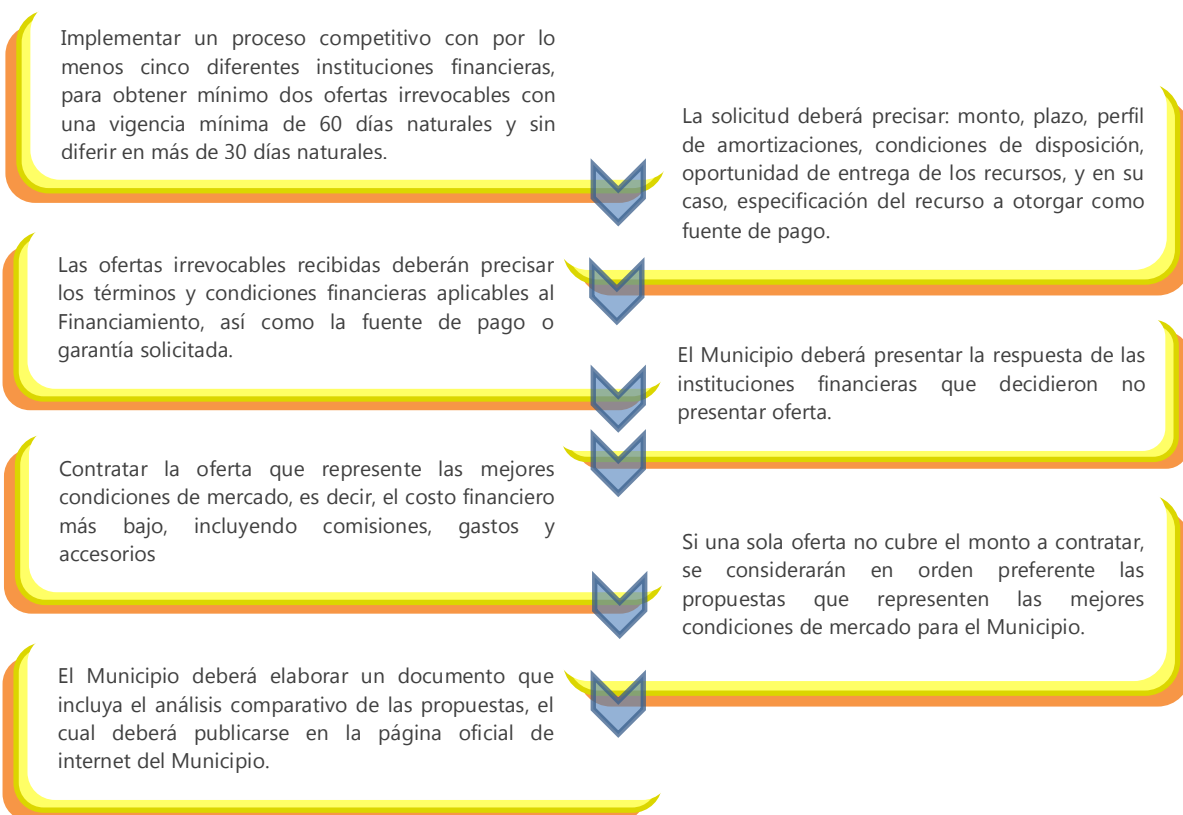 Implementar un proceso competitivo con por lo
menos cinco diferentes instituciones financieras,
para obtener mínimo dos ofertas irrevocables con
una vigencia mínima de 60 días naturales y sin
diferir en más de 30 días naturales.
La solicitud deberá precisar: monto, plazo, perfil
de amortizaciones, condiciones de disposición,
oportunidad de entrega de los recursos, y en su
caso, especificación del recurso a otorgar como
fuente de pago.
Las ofertas irrevocables recibidas deberán precisar
los términos y condiciones financieras aplicables al
Financiamiento, así como la fuente de pago o
garantía solicitada.
El Municipio deberá presentar la respuesta de las
instituciones financieras que decidieron no
presentar oferta.
Contratar la oferta que represente las mejores
condiciones de mercado, es decir, el costo financiero
más bajo, incluyendo comisiones, gastos y
accesorios
Si una sola oferta no cubre el monto a contratar,
se considerarán en orden preferente las
propuestas que representen las mejores
condiciones de mercado para el Municipio.
El Municipio deberá elaborar un documento que
incluya el análisis comparativo de las propuestas, el
cual deberá publicarse en la página oficial de
internet del Municipio.